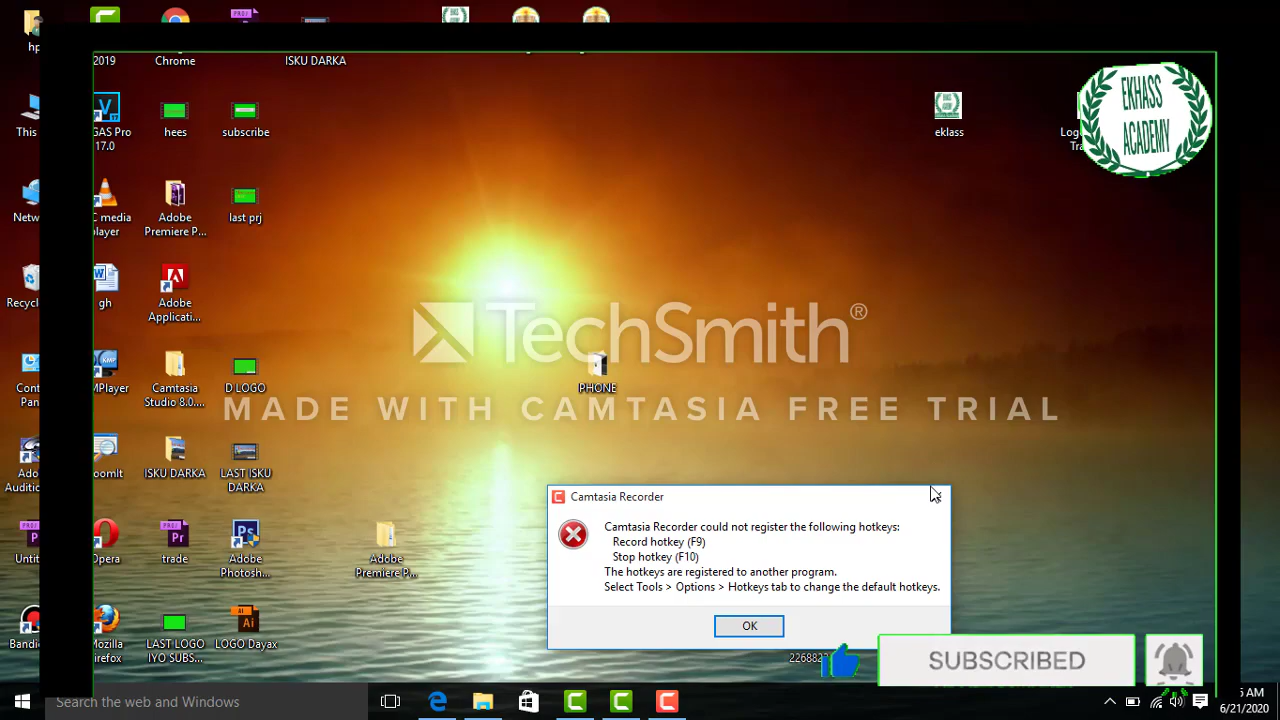 hp
2019
Chrome
ISKU DARKA
EKHASS
ACADEMY
This
GAS Pro
17.0
hees
subscribe
eklass
Netw
C media
player
Adobe
Premiere P...
last prj
Recycl
gh
Adobe
Applicati...
TechSmith®
Cont
Pan
MPlayer
Camtasia
Studio 8.0....
D LOGO
PHONE
MADE WITH CAMTASIA FREE TRIAL
Ado
Auditio
oomIt
ISKU DARKA
LAST ISKU
DARKA
Camtasia Recorder
Camtasia Recorder could not register the following hotkeys:
Record hotkey (F9)
Stop hotkey (F10)
The hotkeys are registered to another program.
Select Tools > Options > Hotkeys tab to change the default hotkeys.
OK
Untit
Opera
trade
Adobe
Photosh...
Adobe
Premiere P...
Bandi
Mozilla
irefox
LAST LOGO
IYO SUBS...
LOGO Dayax
SUBSCRIBED
Search the web and Windows
5 AM
6/21/2020